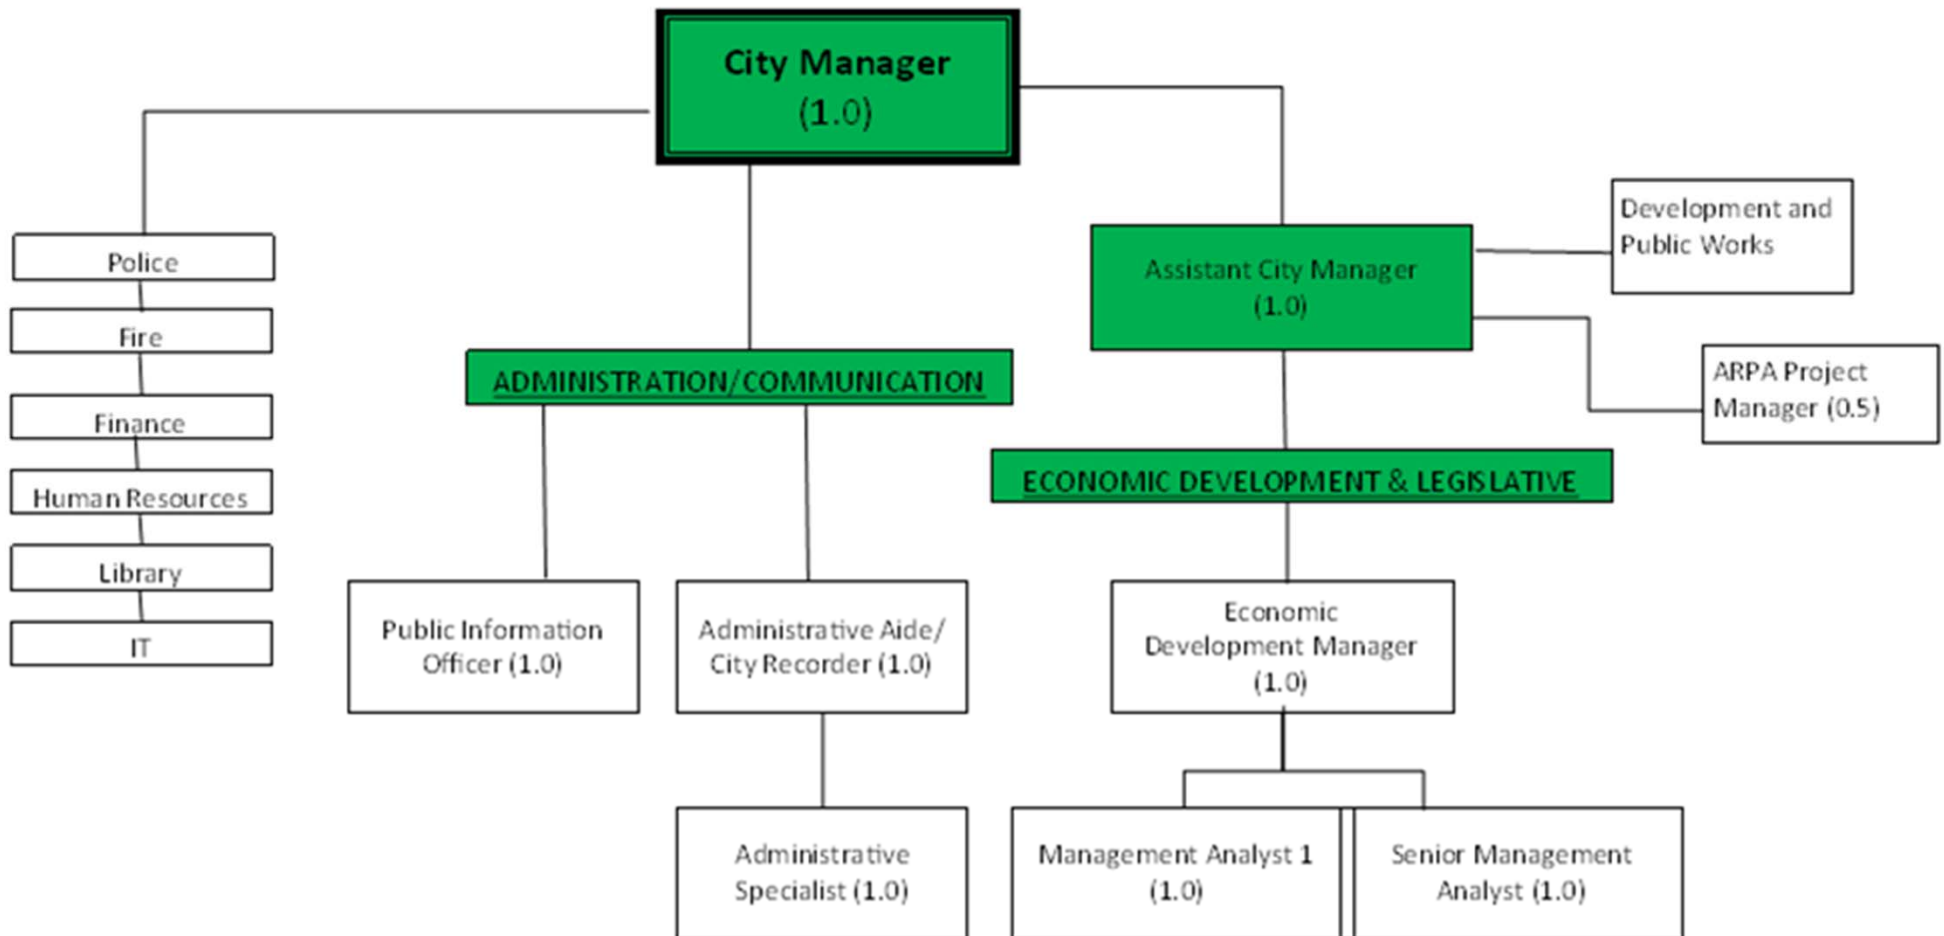 City Manager
(1.0)
Police
Fire
Finance
Human Resources
Library
IT
ADMINISTRATION/COMMUNICATION
Public Information
Officer (1.0)
Administrative Aide/
City Recorder (1.0)
Administrative
Specialist (1.0)
Assistant City Manager
(1.0)
Development and
Public Works
ARPA Project
Manager (0.5)
ECONOMIC DEVELOPMENT & LEGISLATIVE
Economic
Development Manager
(1.0)
Management Analyst 1
(1.0)
Senior Management
Analyst (1.0)